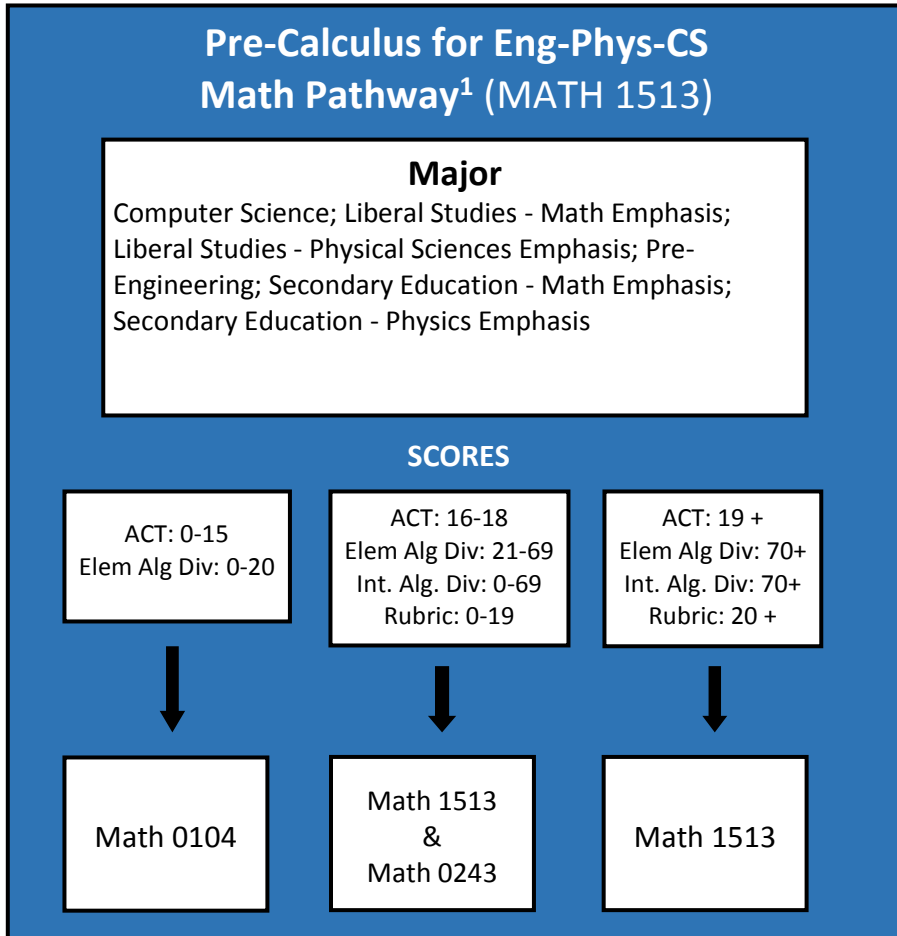 Pre-Calculus for Eng-Phys-CS
Math Pathway¹ (MATH 1513)
Major
Computer Science; Liberal Studies - Math Emphasis;
Liberal Studies - Physical Sciences Emphasis; Pre-
Engineering; Secondary Education - Math Emphasis;
Secondary Education - Physics Emphasis
SCORES
ACT: 0-15
Elem Alg Div: 0-20
ACT: 16-18
Elem Alg Div: 21-69
Int. Alg. Div: 0-69
Rubric: 0-19
ACT: 19 +
Elem Alg Div: 70+
Int. Alg. Div: 70+
Rubric: 20 +
Math 0104
Math 1513
&
Math 0243
Math 1513